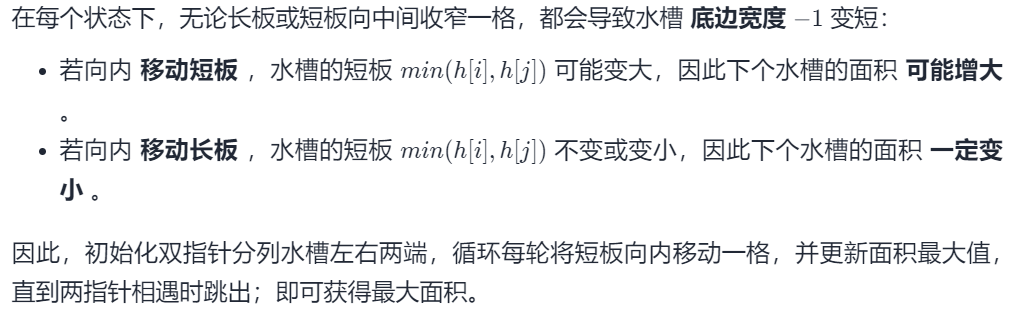 在每个状态下，无论长板或短板向中间收窄一格，都会导致水槽 底边宽度 −1 变短：
• 若向内 移动短板 ，水槽的短板 min(h[i], h[j]) 可能变大，因此下个水槽的面积 可能增大
。
• 若向内 移动长板 ，水槽的短板 min(h[i], h[j]) 不变或变小，因此下个水槽的面积 一定变
小 。
因此，初始化双指针分列水槽左右两端，循环每轮将短板向内移动一格，并更新面积最大值，
直到两指针相遇时跳出；即可获得最大面积。